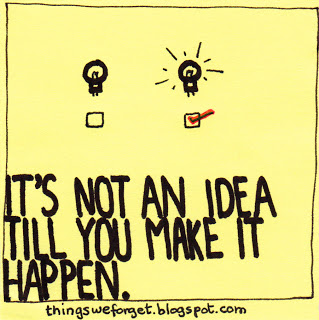 IT'S NOT AN IDEA
TILL YOU MAKE IT
HAPPEN.
thingsweforget.blogspot.com